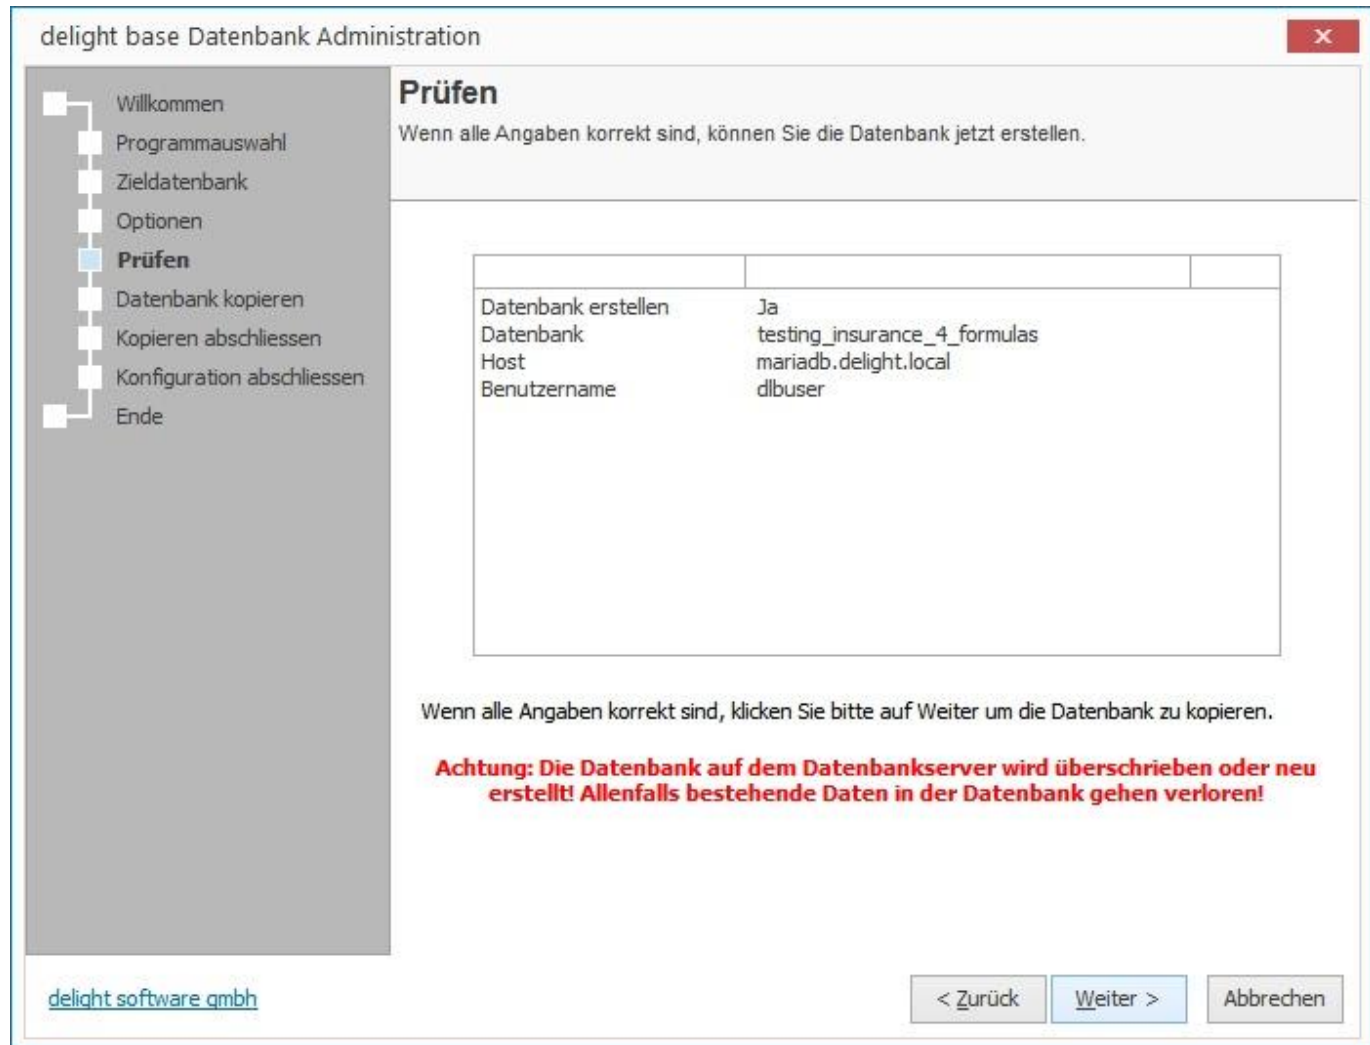 delight base Datenbank Administration
Willkommen
Programmauswahl
Zieldatenbank
Optionen
Prüfen
Datenbank kopieren
Kopieren abschliessen
Konfiguration abschliessen
Ende
Prüfen
Wenn alle Angaben korrekt sind, können Sie die Datenbank jetzt erstellen.
Datenbank erstellen Ja
Datenbank testing_insurance_4_formulas
Host mariadb.delight.local
Benutzername dlbuser
Wenn alle Angaben korrekt sind, klicken Sie bitte auf Weiter um die Datenbank zu kopieren.
Achtung: Die Datenbank auf dem Datenbankserver wird überschrieben oder neu
erstellt! Allenfalls bestehende Daten in der Datenbank gehen verloren!
delight software gmbh
< Zurück Weiter > Abbrechen